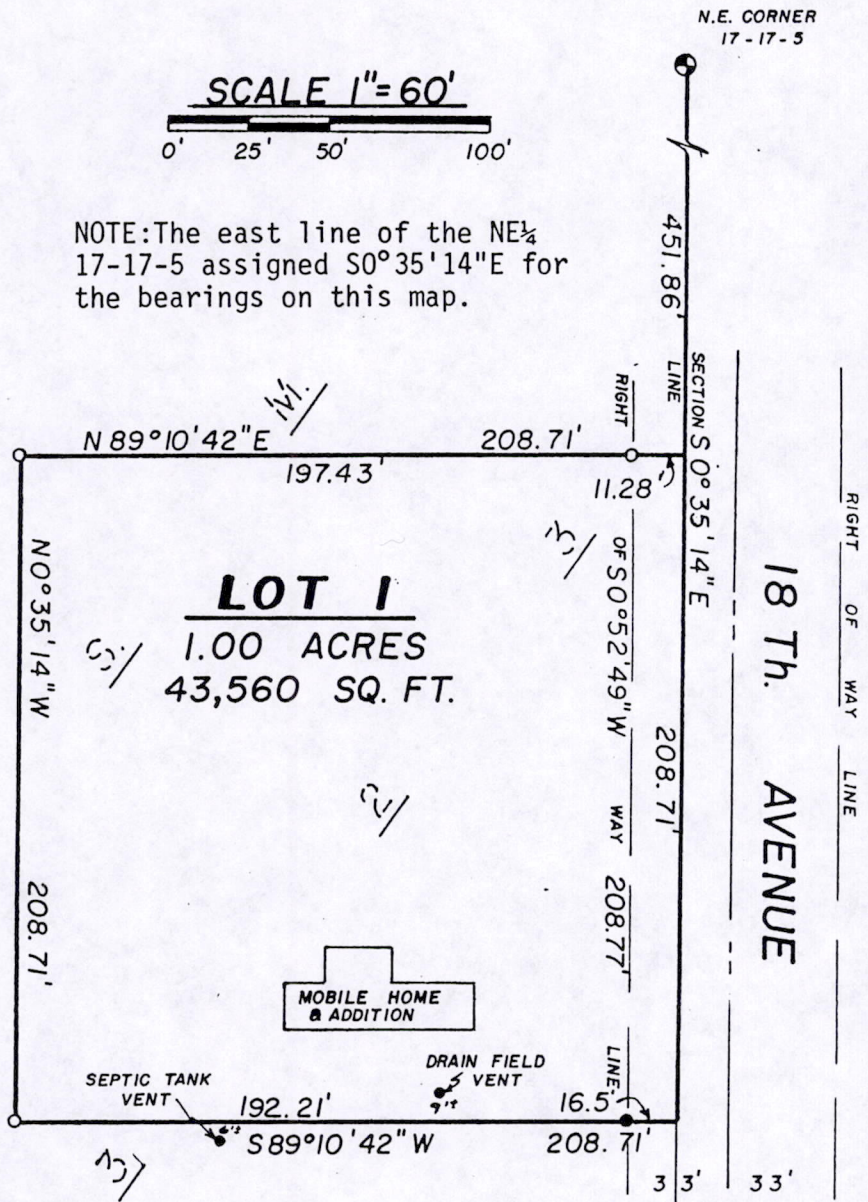 N.E. CORNER
17-17-5
SCALE 1"=60'
0' 25' 50' 100'
NOTE:The east line of the NE¼
17-17-5 assigned S0°35'14"E for
the bearings on this map.
451.86'
SECTION LINE
S 0° 35' 14"E
RIGHT OF WAY LINE
N 89°10'42"E 208.71'
197.43'
11.28'
RIGHT OF WAY LINE
S 0°52'49"W 208.77'
208.71'
18 Th. AVENUE
N0°35'14"W 208.71'
LOT 1
1.00 ACRES
43,560 SQ. FT.
MOBILE HOME
& ADDITION
SEPTIC TANK
VENT
DRAIN FIELD
VENT
192.21' 16.5'
S89°10'42"W 208.71'
33' 33'